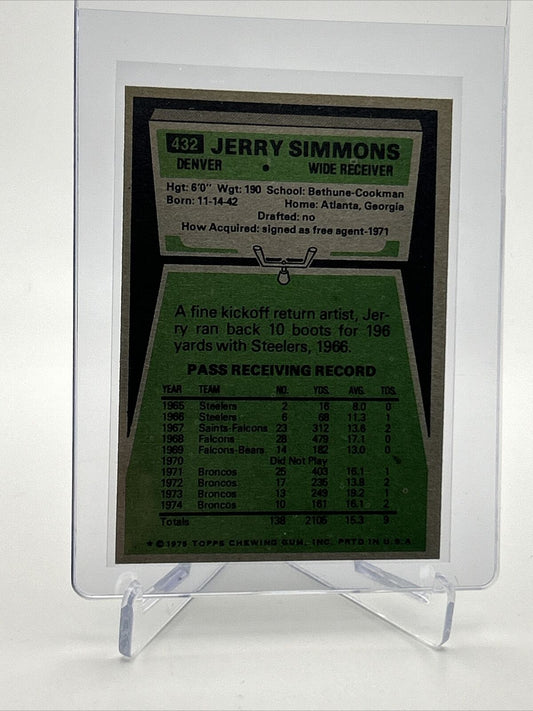 432 JERRY SIMMONS
DENVER • WIDE RECEIVER
Hgt: 6'0" Wgt: 190 School: Bethune-Cookman
Born: 11-14-42 Home: Atlanta, Georgia
Drafted: no
How Acquired: signed as free agent-1971
A fine kickoff return artist, Jer-
ry ran back 10 boots for 196
yards with Steelers, 1966.
PASS RECEIVING RECORD
YEAR TEAM NO. YDS. AVG. TDS.
1965 Steelers 2 16 8.0 0
1966 Steelers 6 68 11.3 1
1967 Saints-Falcons 23 312 13.6 2
1968 Falcons 28 479 17.1 0
1969 Falcons-Bears 14 182 13.0 0
1970 Did Not Play
1971 Broncos 25 403 16.1 1
1972 Broncos 17 235 13.8 2
1973 Broncos 13 249 19.2 1
1974 Broncos 10 161 16.1 2
Totals 138 2105 15.3 9
★ © 1975 TOPPS CHEWING GUM, INC. PRTD IN U.S.A.